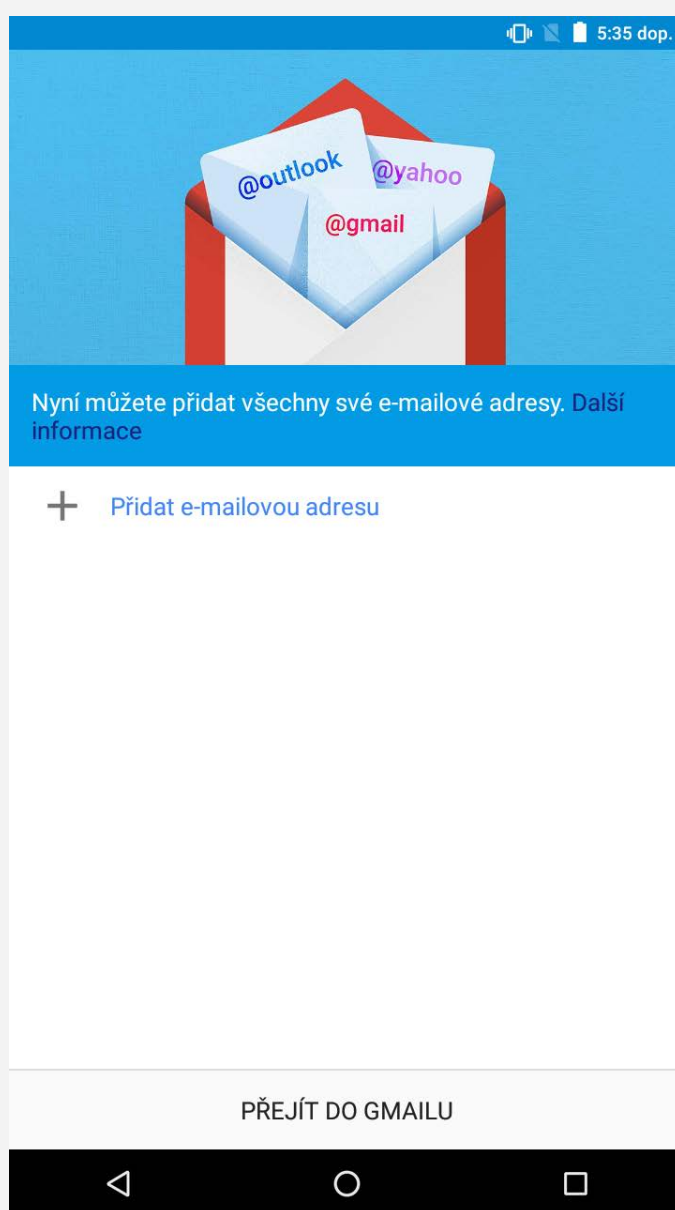 5:35 dop.
@outlook
@yahoo
@gmail
Nyní můžete přidat všechny své e-mailové adresy. Další
informace
Přidat e-mailovou adresu
PŘEJÍT DO GMAILU